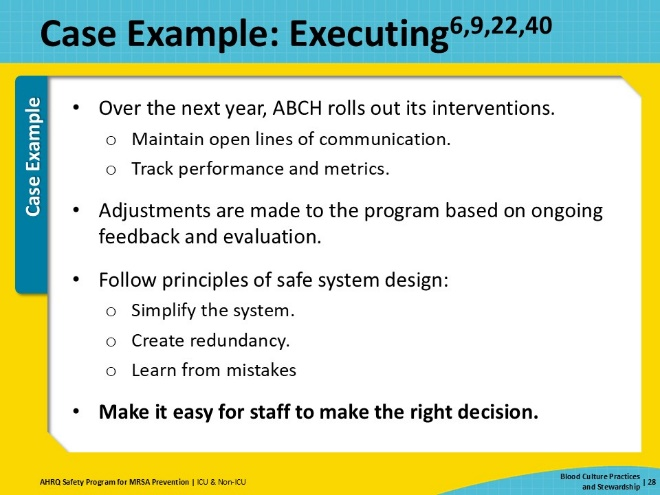 Case Example: Executing6,9,22,40
Case Example
• Over the next year, ABCH rolls out its interventions.
o Maintain open lines of communication.
o Track performance and metrics.
• Adjustments are made to the program based on ongoing
feedback and evaluation.
• Follow principles of safe system design:
o Simplify the system.
o Create redundancy.
o Learn from mistakes
• Make it easy for staff to make the right decision.
AHRQ Safety Program for MRSA Prevention | ICU & Non-ICU
Blood Culture Practices
and Stewardship | 28